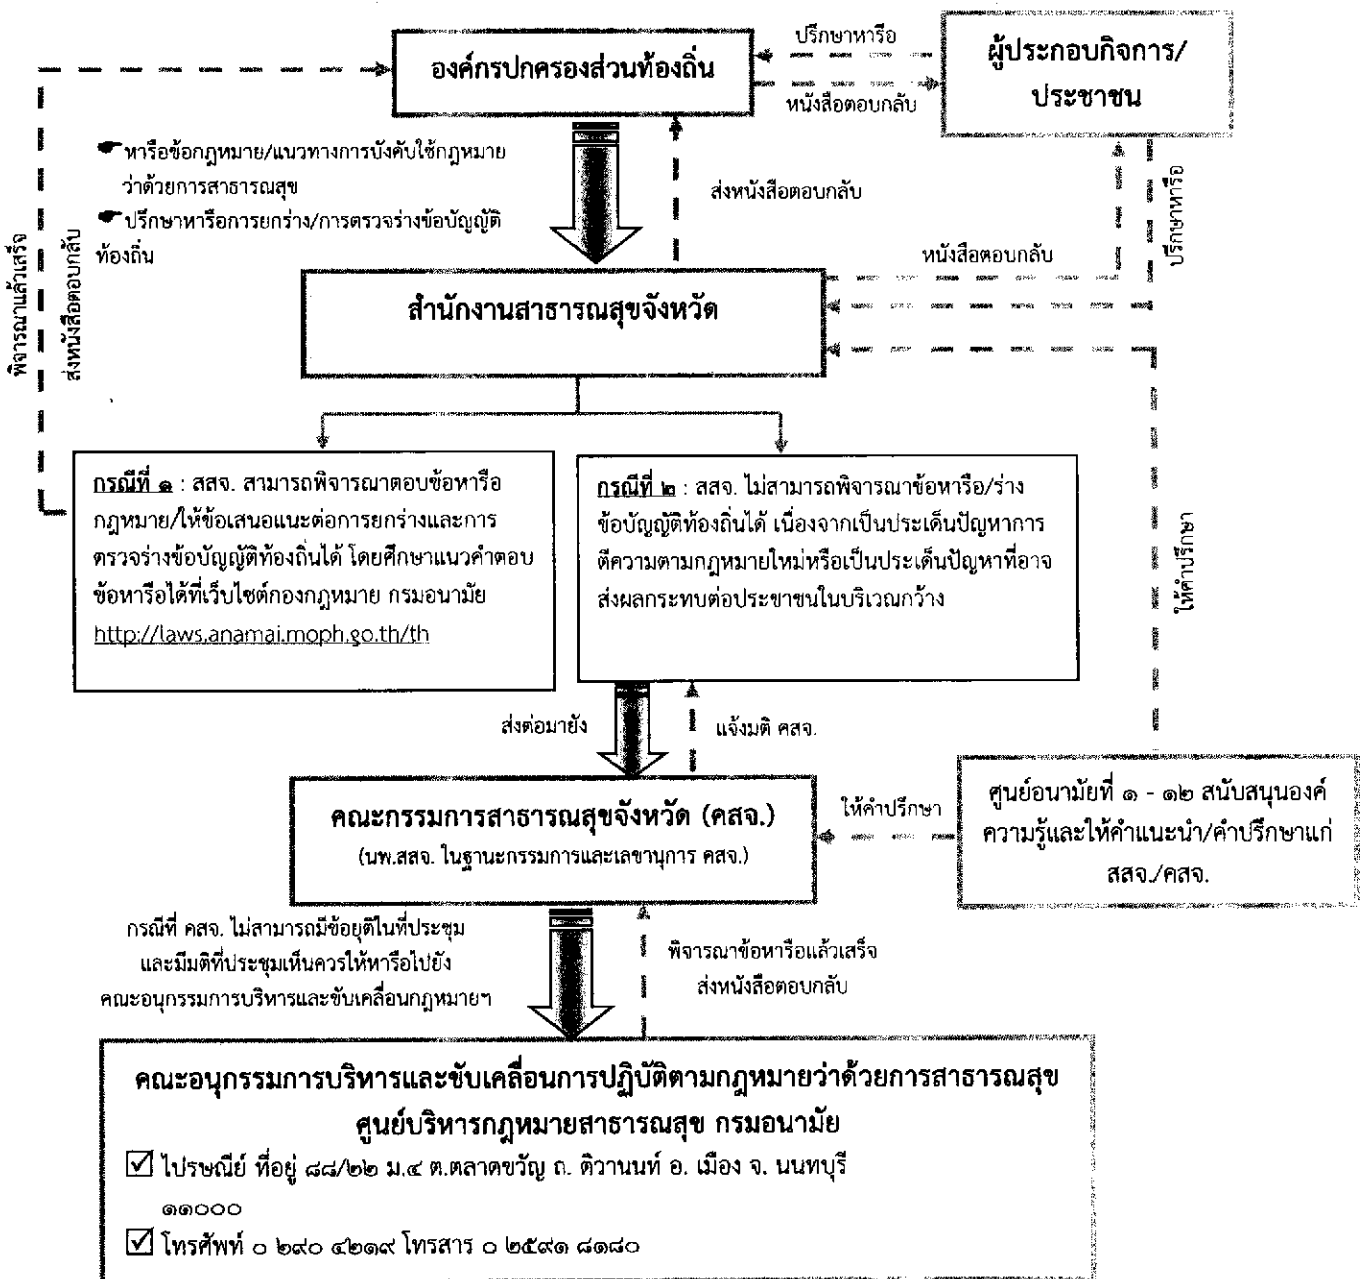 องค์กรปกครองส่วนท้องถิ่น
ปรึกษาหารือ
หนังสือตอบกลับ
ผู้ประกอบกิจการ/
ประชาชน
หารือข้อกฎหมาย/แนวทางการบังคับใช้กฎหมาย
ว่าด้วยการสาธารณสุข
ปรึกษาหารือการยกร่าง/การตรวจร่างข้อบัญญัติ
ท้องถิ่น
ส่งหนังสือตอบกลับ
พิจารณาแล้วเสร็จ
ส่งหนังสือตอบกลับ
หนังสือตอบกลับ
ปรึกษาหารือ
สำนักงานสาธารณสุขจังหวัด
กรณีที่ ๑ : สสจ. สามารถพิจารณาตอบข้อหารือ
กฎหมาย/ให้ข้อเสนอแนะต่อการยกร่างและการ
ตรวจร่างข้อบัญญัติท้องถิ่นได้ โดยศึกษาแนวคำตอบ
ข้อหารือได้ที่เว็บไซต์กองกฎหมาย กรมอนามัย
http://laws.anamai.moph.go.th/th
กรณีที่ ๒ : สสจ. ไม่สามารถพิจารณาข้อหารือ/ร่าง
ข้อบัญญัติท้องถิ่นได้ เนื่องจากเป็นประเด็นปัญหาการ
ตีความตามกฎหมายใหม่หรือเป็นประเด็นปัญหาที่อาจ
ส่งผลกระทบต่อประชาชนในบริเวณกว้าง
ให้คำปรึกษา
ส่งต่อมายัง
แจ้งมติ คสจ.
คณะกรรมการสาธารณสุขจังหวัด (คสจ.)
(นพ.สสจ. ในฐานะกรรมการและเลขานุการ คสจ.)
ให้คำปรึกษา
ศูนย์อนามัยที่ ๑ - ๑๒ สนับสนุนองค์
ความรู้และให้คำแนะนำ/คำปรึกษาแก่
สสจ./คสจ.
กรณีที่ คสจ. ไม่สามารถมีข้อยุติในที่ประชุม
และมีมติที่ประชุมเห็นควรให้หารือไปยัง
คณะอนุกรรมการบริหารและขับเคลื่อนกฎหมายฯ
พิจารณาข้อหารือแล้วเสร็จ
ส่งหนังสือตอบกลับ
คณะอนุกรรมการบริหารและขับเคลื่อนการปฏิบัติตามกฎหมายว่าด้วยการสาธารณสุข
ศูนย์บริหารกฎหมายสาธารณสุข กรมอนามัย
ไปรษณีย์ ที่อยู่ ๘๘/๒๒ ม.๔ ต.ตลาดขวัญ ถ. ติวานนท์ อ. เมือง จ. นนทบุรี
๑๑๐๐๐
โทรศัพท์ ๐ ๒๙๐ ๔๒๑๙ โทรสาร ๐ ๒๕๙๑ ๘๑๘๐